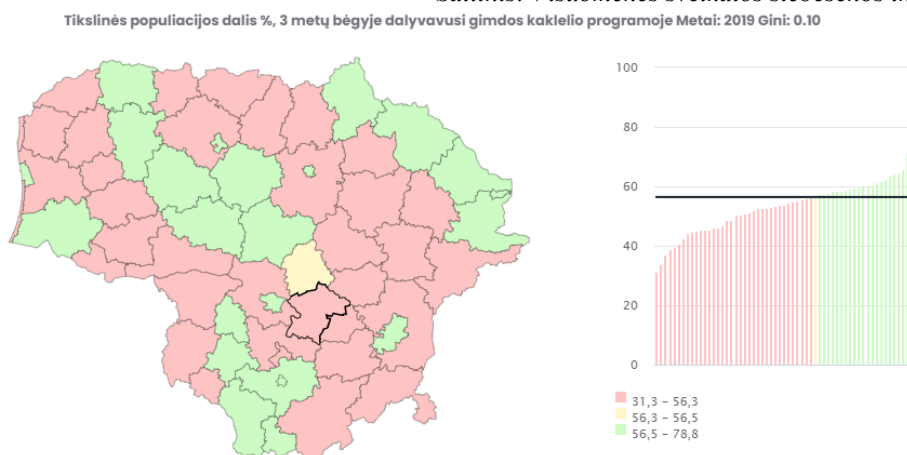 Tikslinės populiacijos dalis %, 3 metų bėgyje dalyvavusi gimdos kaklelio programoje Metai: 2019 Gini: 0.10
100
80
60
40
20
0
31,3 – 56,3
56,3 – 56,5
56,5 – 78,8